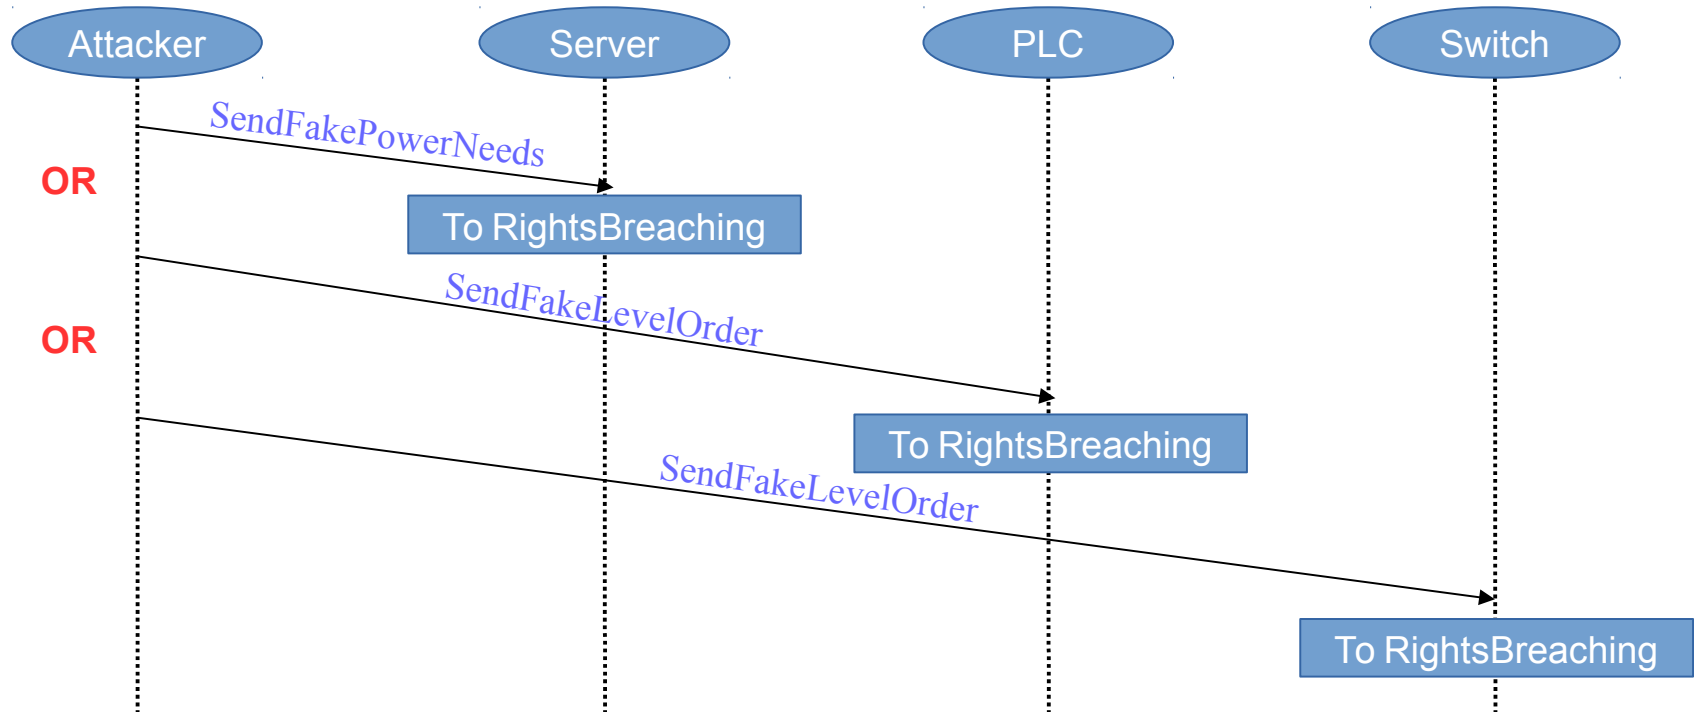 Attacker
Server
PLC
Switch
SendFakePowerNeeds
OR
To RightsBreaching
SendFakeLevelOrder
OR
To RightsBreaching
SendFakeLevelOrder
To RightsBreaching